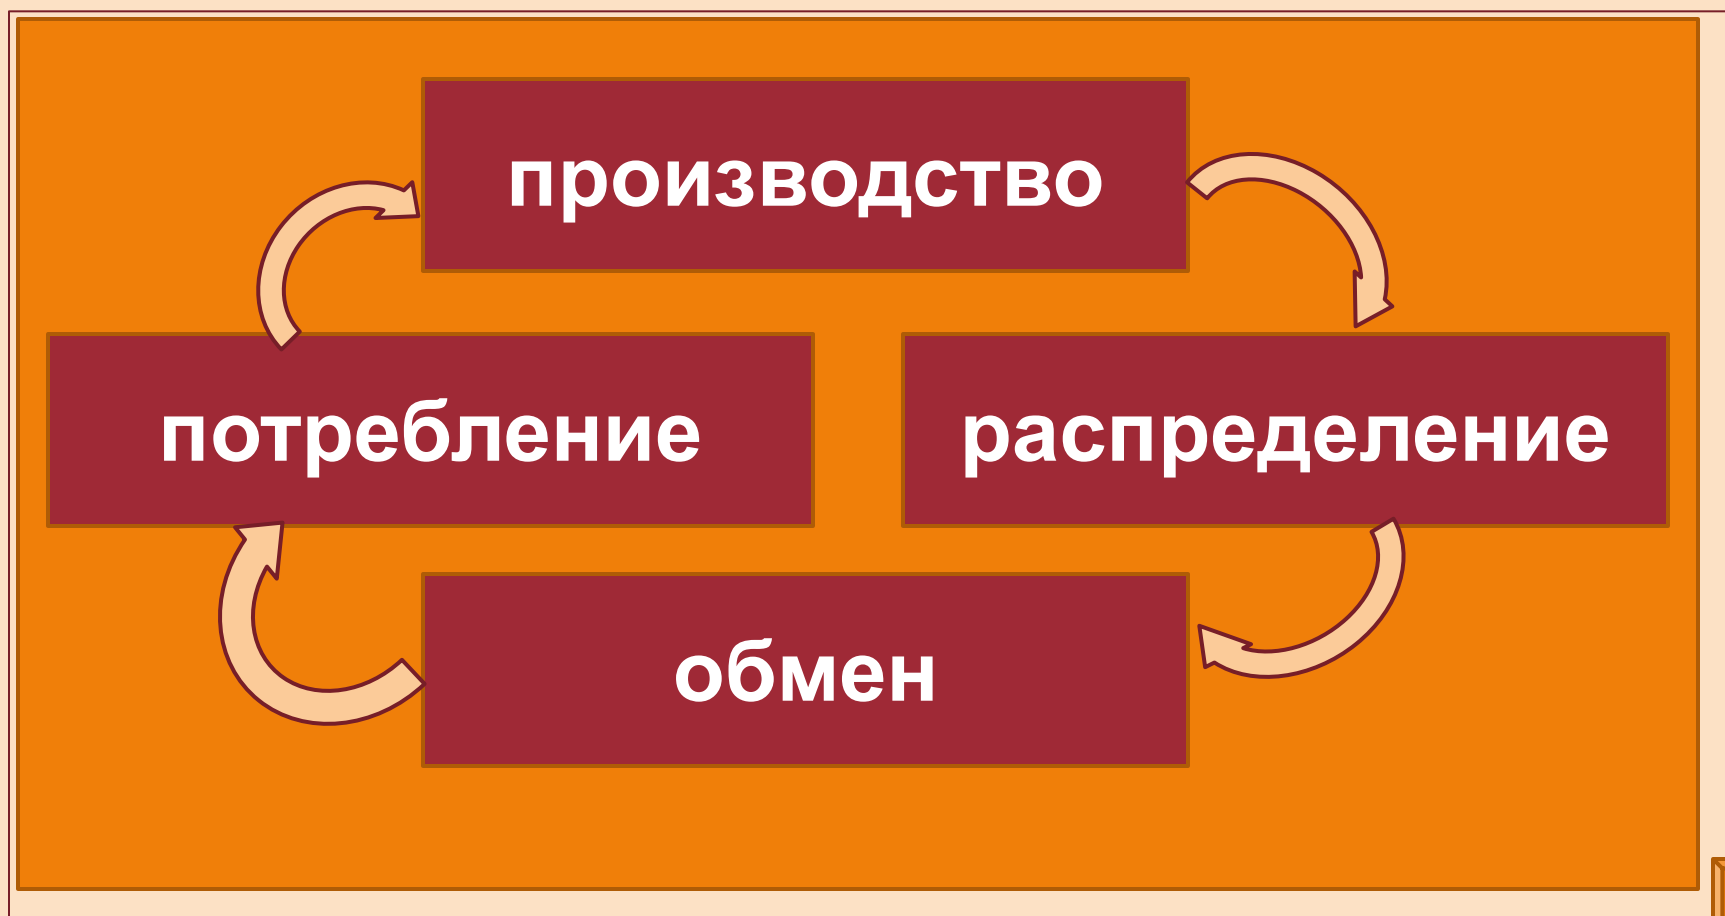 производство
потребление
распределение
обмен